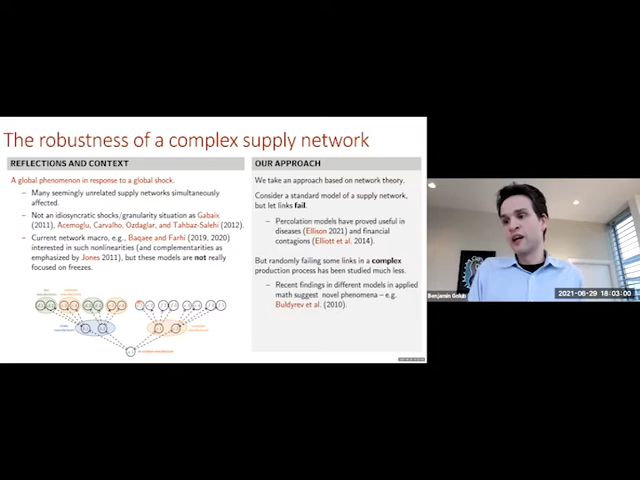 The robustness of a complex supply network
REFLECTIONS AND CONTEXT
A global phenomenon in response to a global shock.
– Many seemingly unrelated supply networks simultaneously
affected.
– Not an idiosyncratic shocks/granularity situation as Gabaix
(2011), Acemoglu, Carvalho, Ozdaglar, and Tahbaz-Salehi (2012).
– Current network macro, e.g., Baqaee and Farhi (2019, 2020)
interested in such nonlinearities (and complementarities as
emphasized by Jones 2011), but these models are not really
focused on freezes.
OUR APPROACH
We take an approach based on network theory.
Consider a standard model of a supply network,
but let links fail.
– Percolation models have proved useful in
diseases (Ellison 2021) and financial
contagions (Elliott et al. 2014).
But randomly failing some links in a complex
production process has been studied much less.
– Recent findings in different models in applied
math suggest novel phenomena – e.g.
Buldyrev et al. (2010).
Benjamin Golub
2021-06-29 18:03:00